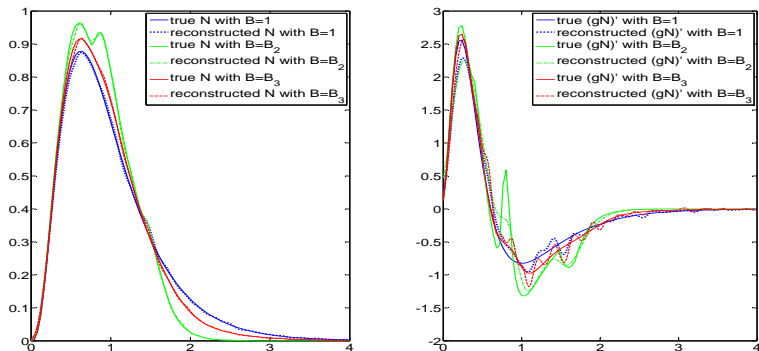 true N with B=1
reconstructed N with B=1
true N with B=B2
reconstructed N with B=B2
true N with B=B3
reconstructed N with B=B3
1
0.9
0.8
0.7
0.6
0.5
0.4
0.3
0.2
0.1
0
0 1 2 3 4
true (gN)' with B=1
reconstructed (gN)' with B=1
true (gN)' with B=B2
reconstructed (gN)' with B=B2
true (gN)' with B=B3
reconstructed (gN)' with B=B3
3
2.5
2
1.5
1
0.5
0
-0.5
-1
-1.5
-2
0 1 2 3 4